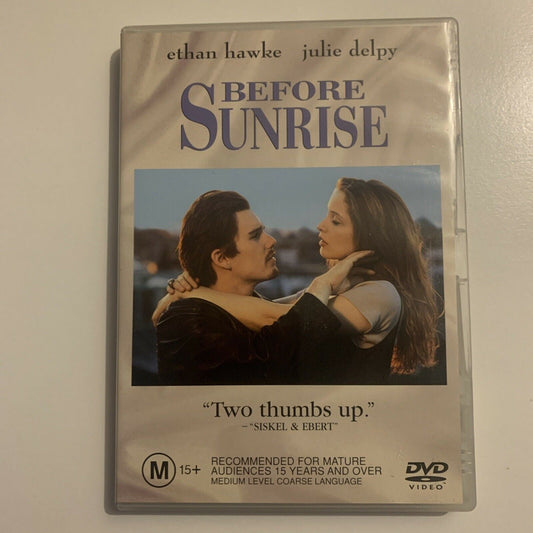 ethan hawke julie delpy
BEFORE
SUNRISE
“Two thumbs up.”
– “SISKEL & EBERT”
M 15+
RECOMMENDED FOR MATURE
AUDIENCES 15 YEARS AND OVER
MEDIUM LEVEL COARSE LANGUAGE
DVD
VIDEO